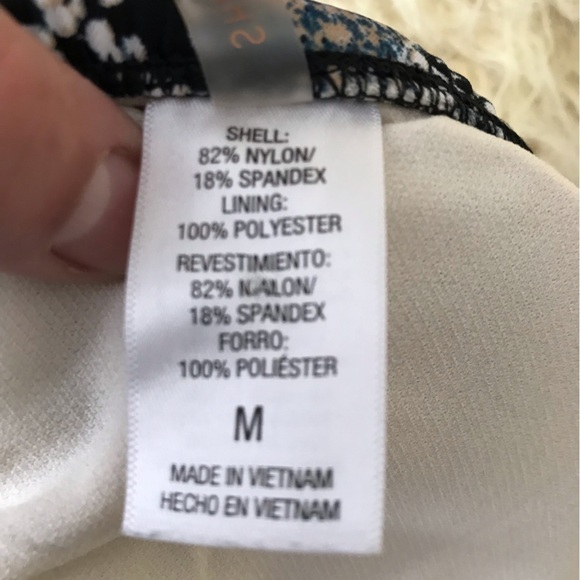 SHELL:
82% NYLON/
18% SPANDEX
LINING:
100% POLYESTER
REVESTIMIENTO:
82% NAILON/
18% SPANDEX
FORRO:
100% POLIÉSTER
M
MADE IN VIETNAM
HECHO EN VIETNAM